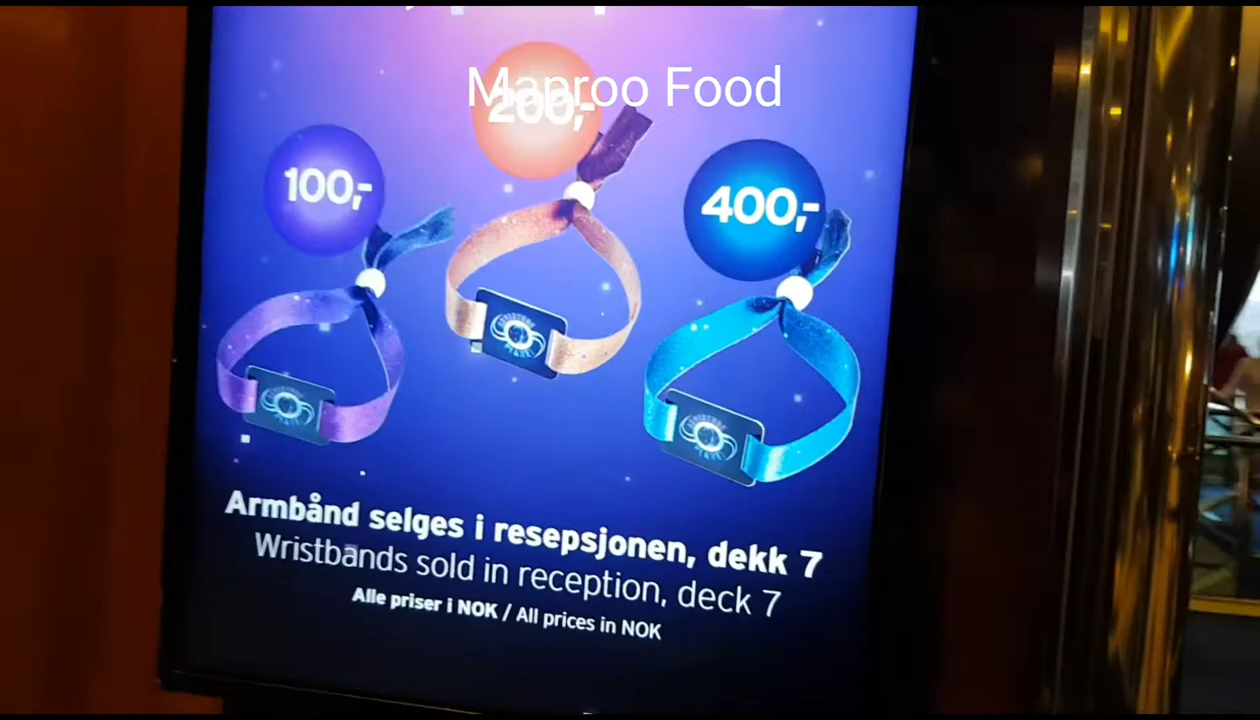 Maproo Food
200,-
100,-
400,-
Armbånd selges i resepsjonen, dekk 7
Wristbands sold in reception, deck 7
Alle priser i NOK / All prices in NOK